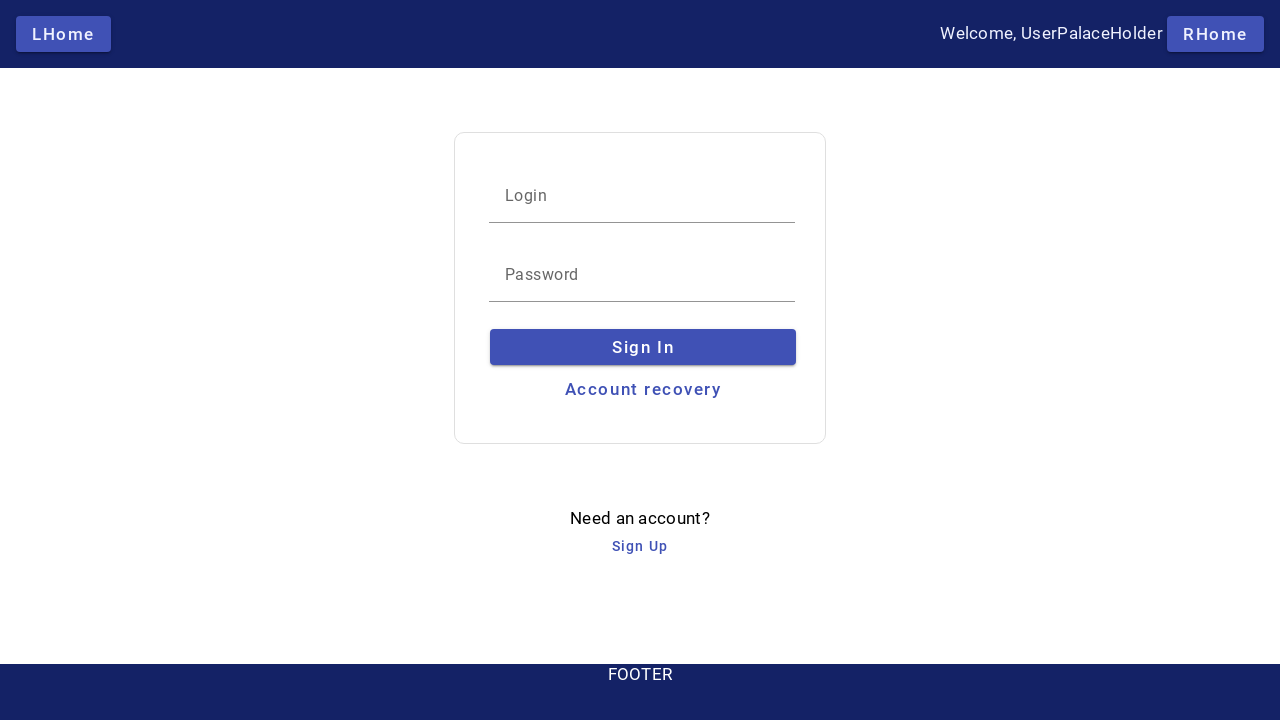 LHome
Welcome, UserPalaceHolder RHome
Login
Password
Sign In
Account recovery
Need an account?
Sign Up
FOOTER